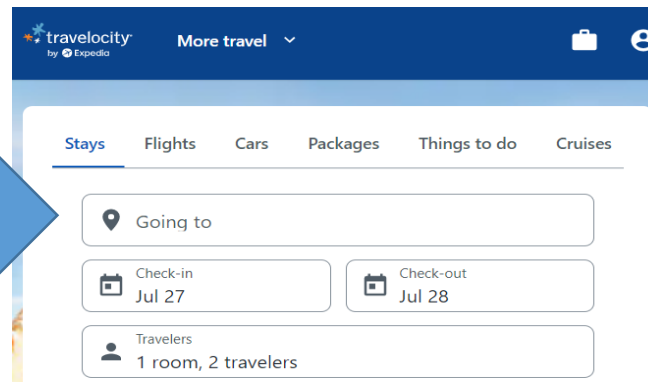 travelocity
by Expedia
More travel
Stays Flights Cars Packages Things to do Cruises
Going to
Check-in
Jul 27
Check-out
Jul 28
Travelers
1 room, 2 travelers